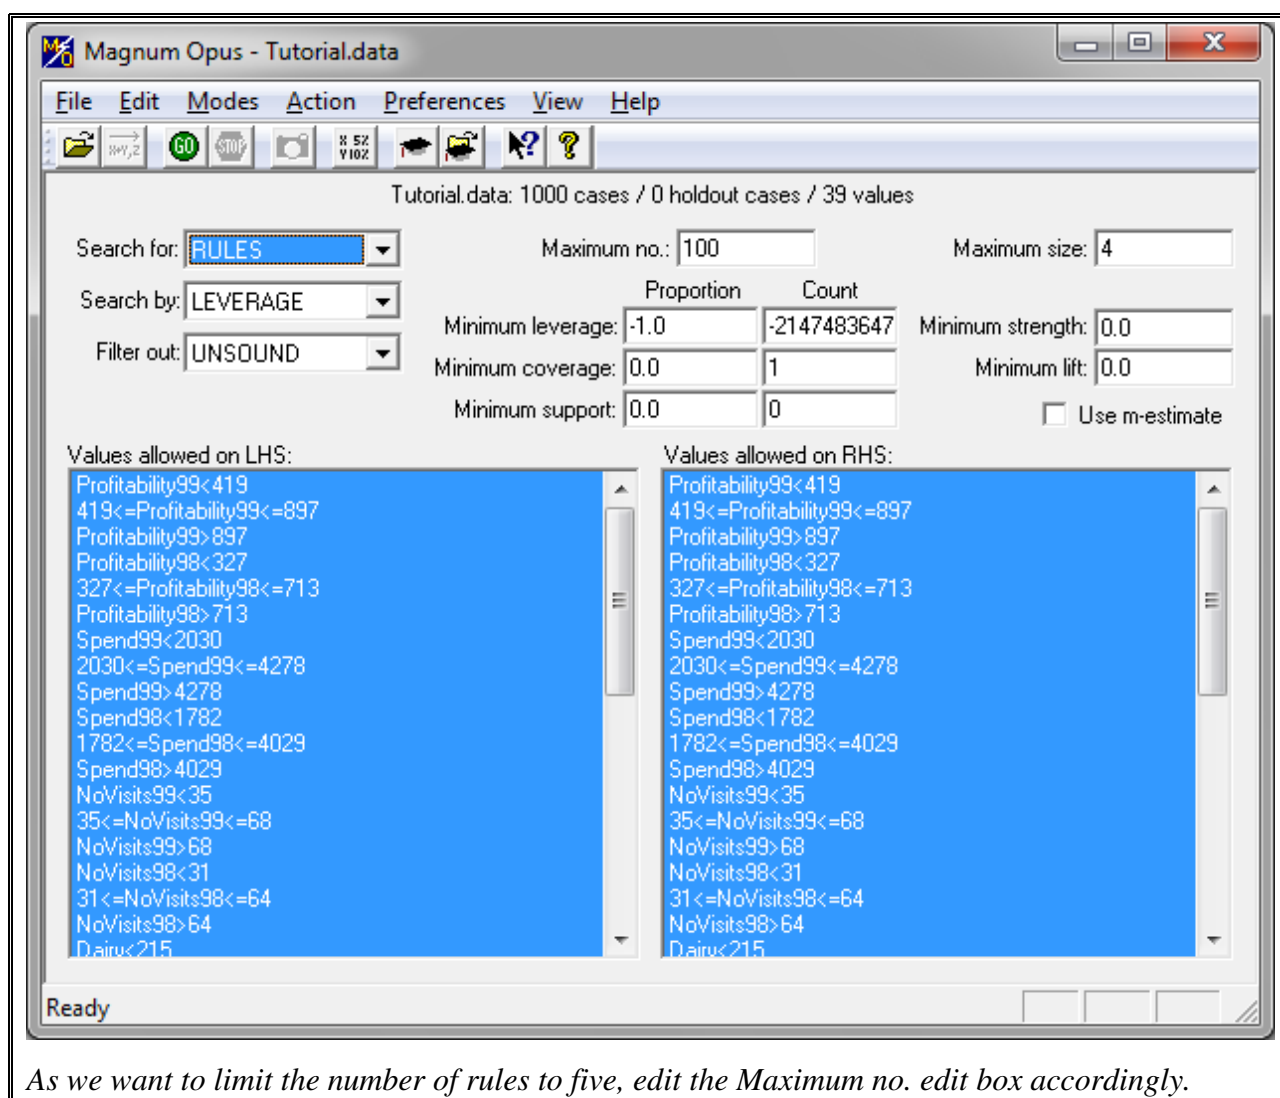 Magnum Opus - Tutorial.data
File Edit Modes Action Preferences View Help
X+Y,Z GO STOP X 5% Y 10% ? ?
Tutorial.data: 1000 cases / 0 holdout cases / 39 values
Search for: RULES Maximum no.: 100 Maximum size: 4
Proportion Count
Search by: LEVERAGE
Minimum leverage: -1.0 -2147483647 Minimum strength: 0.0
Filter out: UNSOUND
Minimum coverage: 0.0 1 Minimum lift: 0.0
Minimum support: 0.0 0 Use m-estimate
Values allowed on LHS:
Profitability99<419
419<=Profitability99<=897
Profitability99>897
Profitability98<327
327<=Profitability98<=713
Profitability98>713
Spend99<2030
2030<=Spend99<=4278
Spend99>4278
Spend98<1782
1782<=Spend98<=4029
Spend98>4029
NoVisits99<35
35<=NoVisits99<=68
NoVisits99>68
NoVisits98<31
31<=NoVisits98<=64
NoVisits98>64
Dairy<215
Values allowed on RHS:
Profitability99<419
419<=Profitability99<=897
Profitability99>897
Profitability98<327
327<=Profitability98<=713
Profitability98>713
Spend99<2030
2030<=Spend99<=4278
Spend99>4278
Spend98<1782
1782<=Spend98<=4029
Spend98>4029
NoVisits99<35
35<=NoVisits99<=68
NoVisits99>68
NoVisits98<31
31<=NoVisits98<=64
NoVisits98>64
Dairy<215
Ready
As we want to limit the number of rules to five, edit the Maximum no. edit box accordingly.